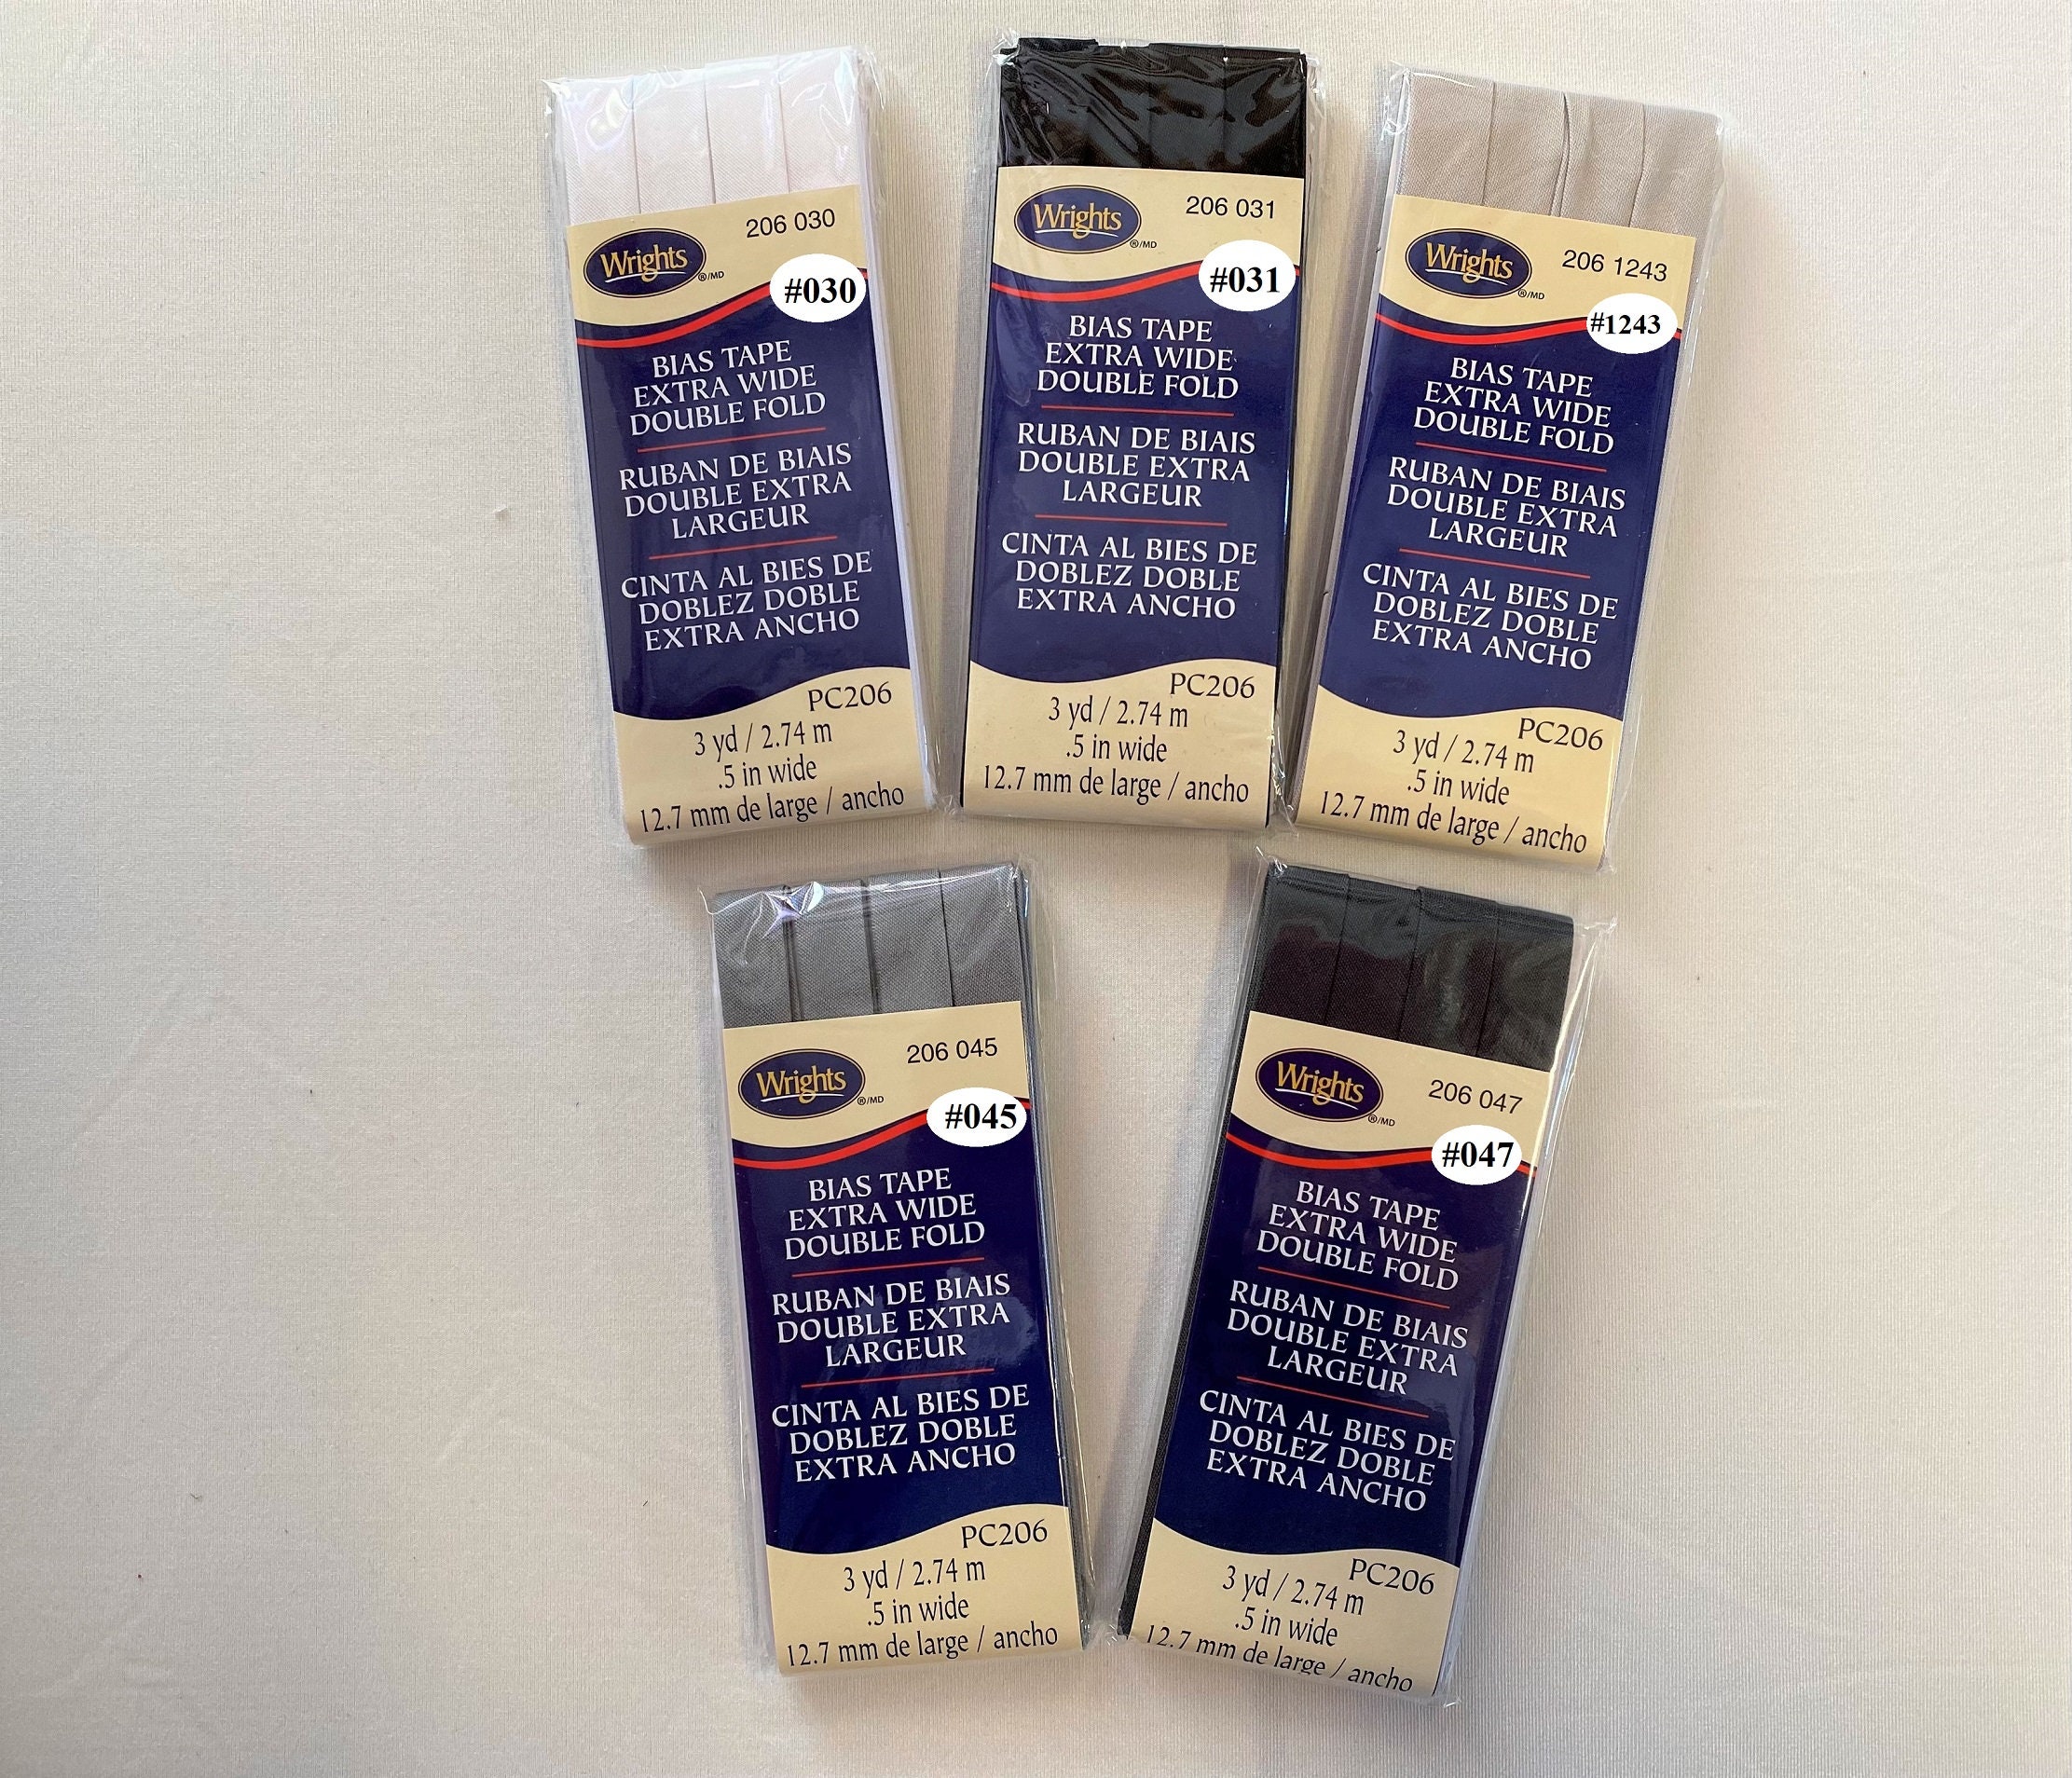 206 030
Wrights
®/MD
#030
BIAS TAPE
EXTRA WIDE
DOUBLE FOLD
RUBAN DE BIAIS
DOUBLE EXTRA
LARGEUR
CINTA AL BIES DE
DOBLEZ DOBLE
EXTRA ANCHO
PC206
3 yd / 2.74 m
.5 in wide
12.7 mm de large / ancho
206 031
Wrights
®/MD
#031
BIAS TAPE
EXTRA WIDE
DOUBLE FOLD
RUBAN DE BIAIS
DOUBLE EXTRA
LARGEUR
CINTA AL BIES DE
DOBLEZ DOBLE
EXTRA ANCHO
PC206
3 yd / 2.74 m
.5 in wide
12.7 mm de large / ancho
206 1243
Wrights
®/MD
#1243
BIAS TAPE
EXTRA WIDE
DOUBLE FOLD
RUBAN DE BIAIS
DOUBLE EXTRA
LARGEUR
CINTA AL BIES DE
DOBLEZ DOBLE
EXTRA ANCHO
PC206
3 yd / 2.74 m
.5 in wide
12.7 mm de large / ancho
206 045
Wrights
®/MD
#045
BIAS TAPE
EXTRA WIDE
DOUBLE FOLD
RUBAN DE BIAIS
DOUBLE EXTRA
LARGEUR
CINTA AL BIES DE
DOBLEZ DOBLE
EXTRA ANCHO
PC206
3 yd / 2.74 m
.5 in wide
12.7 mm de large / ancho
206 047
Wrights
®/MD
#047
BIAS TAPE
EXTRA WIDE
DOUBLE FOLD
RUBAN DE BIAIS
DOUBLE EXTRA
LARGEUR
CINTA AL BIES DE
DOBLEZ DOBLE
EXTRA ANCHO
PC206
3 yd / 2.74 m
.5 in wide
12.7 mm de large / ancho